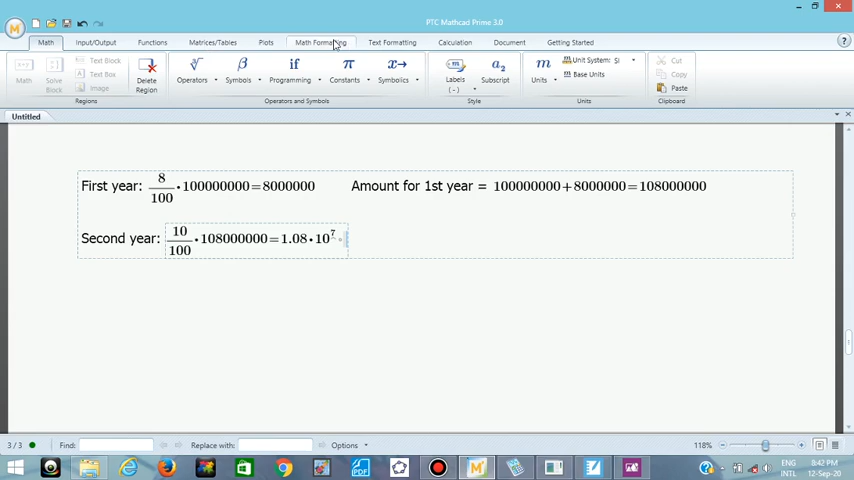 PTC Mathcad Prime 3.0
Math Input/Output Functions Matrices/Tables Plots Math Formatting Text Formatting Calculation Document Getting Started
Math Solve Block Text Block Text Box Image Delete Region Operators Symbols Programming Constants Symbolics Labels (-) Subscript Units Unit System: SI Base Units Cut Copy Paste
Regions Operators and Symbols Style Units Clipboard
Untitled
First year: 8/100 · 100000000 = 8000000 Amount for 1st year = 100000000 + 8000000 = 108000000
Second year: 10/100 · 108000000 = 1.08 · 10^7
3 / 3 Find: Replace with: Options 118%
ENG 8:42 PM
INTL 12-Sep-20